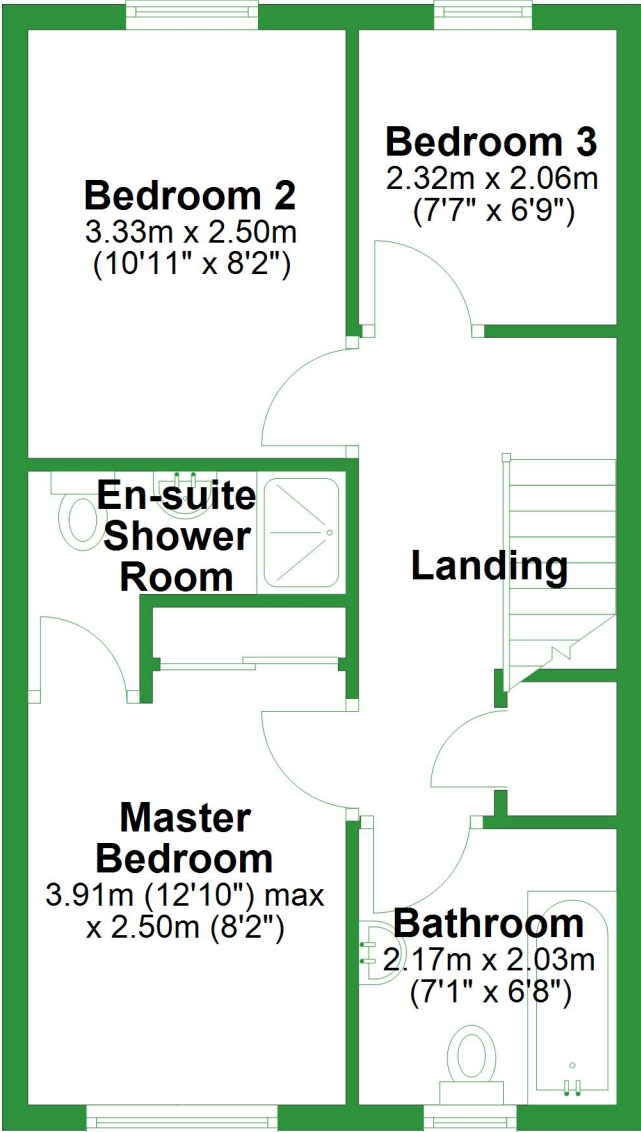 Bedroom 2
3.33m x 2.50m
(10'11" x 8'2")
Bedroom 3
2.32m x 2.06m
(7'7" x 6'9")
En-suite
Shower
Room
Landing
Master
Bedroom
3.91m (12'10") max
x 2.50m (8'2")
Bathroom
2.17m x 2.03m
(7'1" x 6'8")